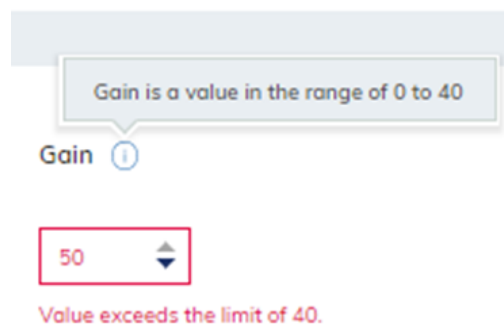 Gain is a value in the range of 0 to 40
Gain
50
Value exceeds the limit of 40.